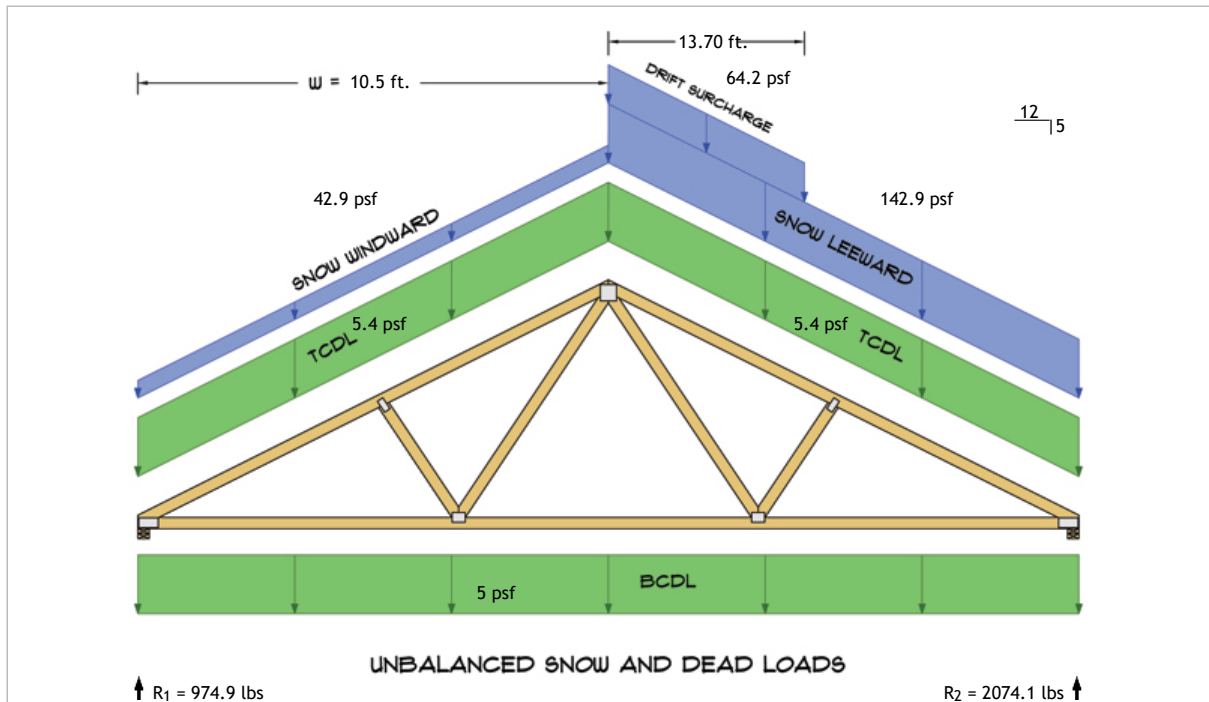 13.70 ft.
W = 10.5 ft.
DRIFT SURCHARGE
64.2 psf
12
5
42.9 psf
142.9 psf
SNOW WINDWARD
SNOW LEEWARD
5.4 psf
5.4 psf
TCDL
TCDL
5 psf
BCDL
UNBALANCED SNOW AND DEAD LOADS
R1 = 974.9 lbs
R2 = 2074.1 lbs